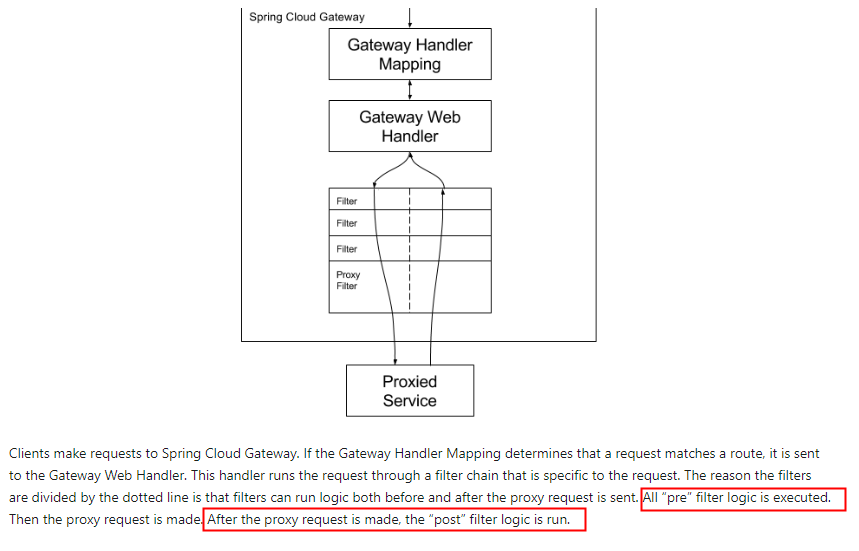 Spring Cloud Gateway
Gateway Handler
Mapping
Gateway Web
Handler
Filter
Filter
Filter
Proxy
Filter
Proxied
Service
Clients make requests to Spring Cloud Gateway. If the Gateway Handler Mapping determines that a request matches a route, it is sent
to the Gateway Web Handler. This handler runs the request through a filter chain that is specific to the request. The reason the filters
are divided by the dotted line is that filters can run logic both before and after the proxy request is sent. All “pre” filter logic is executed.
Then the proxy request is made. After the proxy request is made, the “post” filter logic is run.